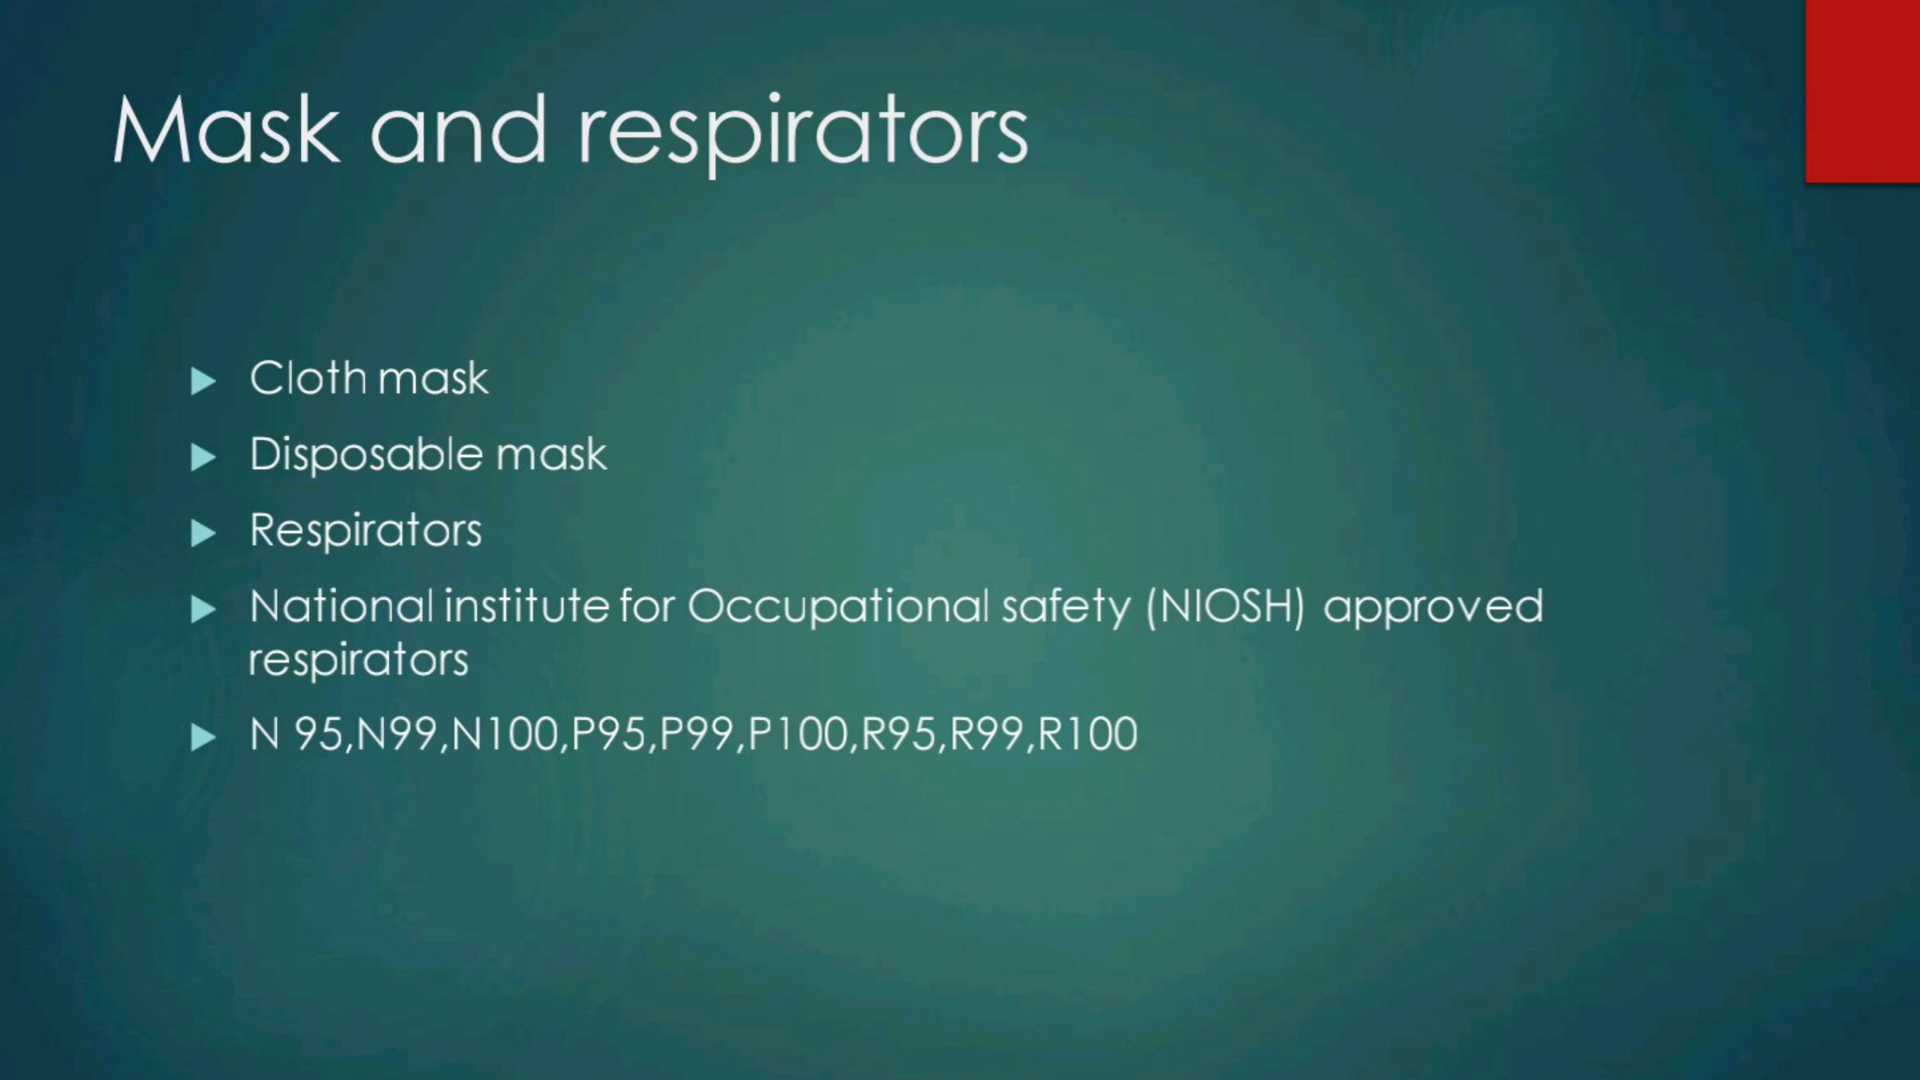 Mask and respirators
Cloth mask
Disposable mask
Respirators
National institute for Occupational safety (NIOSH) approved
respirators
N 95,N99,N100,P95,P99,P100,R95,R99,R100